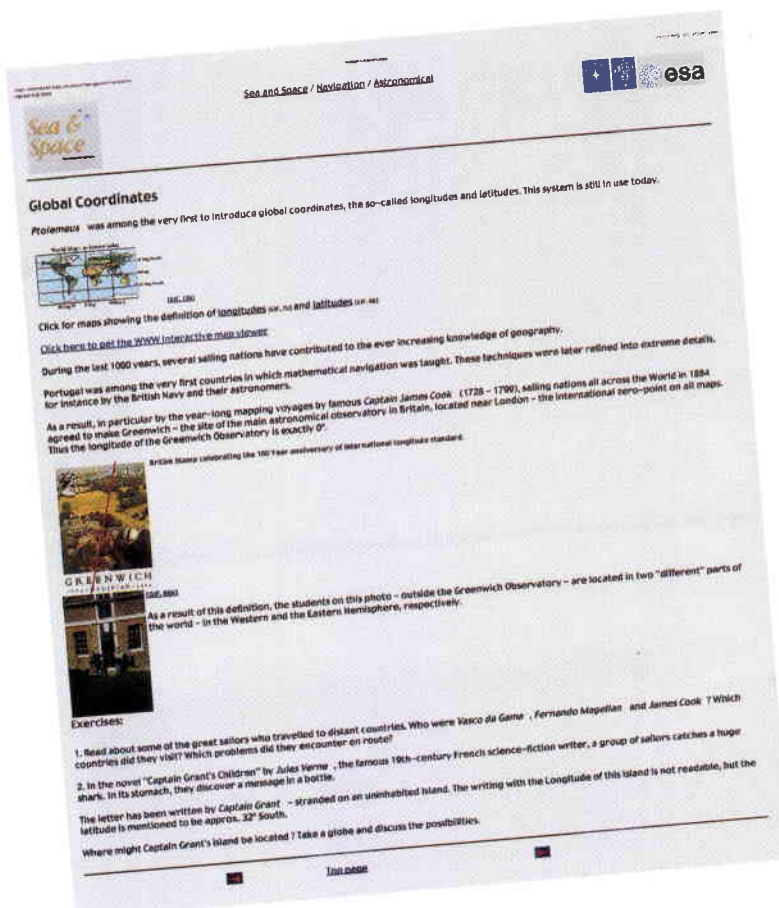 Sea and Space / Navigation / Astronomical
esa
Sea &
Space
Global Coordinates
Ptolemeus was among the very first to introduce global coordinates, the so-called longitudes and latitudes. This system is still in use today.
Click for maps showing the definition of longitudes and latitudes
Click here to get the WWW interactive map viewer
During the last 1000 years, several sailing nations have contributed to the ever increasing knowledge of geography.
Portugal was among the very first countries in which mathematical navigation was taught. These techniques were later refined into extreme details,
for instance by the British Navy and their astronomers.
As a result, in particular by the year-long mapping voyages by famous Captain James Cook (1728 - 1799), sailing nations all across the World in 1884
agreed to make Greenwich - the site of the main astronomical observatory in Britain, located near London - the international zero-point on all maps.
Thus the longitude of the Greenwich Observatory is exactly 0°.
British Stamp celebrating the 100 Year anniversary of international longitude standard.
GREENWICH
As a result of this definition, the students on this photo - outside the Greenwich Observatory - are located in two "different" parts of
the world - in the Western and the Eastern Hemisphere, respectively.
Exercises:
1. Read about some of the great sailors who travelled to distant countries. Who were Vasco da Gama , Fernando Magellan and James Cook ? Which
countries did they visit? Which problems did they encounter en route?
2. In the novel "Captain Grant's Children" by Jules Verne , the famous 19th-century French science-fiction writer, a group of sailors catches a huge
shark. In its stomach, they discover a message in a bottle.
The letter has been written by Captain Grant - stranded on an uninhabited island. The writing with the Longitude of this island is not readable, but the
latitude is mentioned to be approx. 32° South.
Where might Captain Grant's island be located ? Take a globe and discuss the possibilities.
Top page